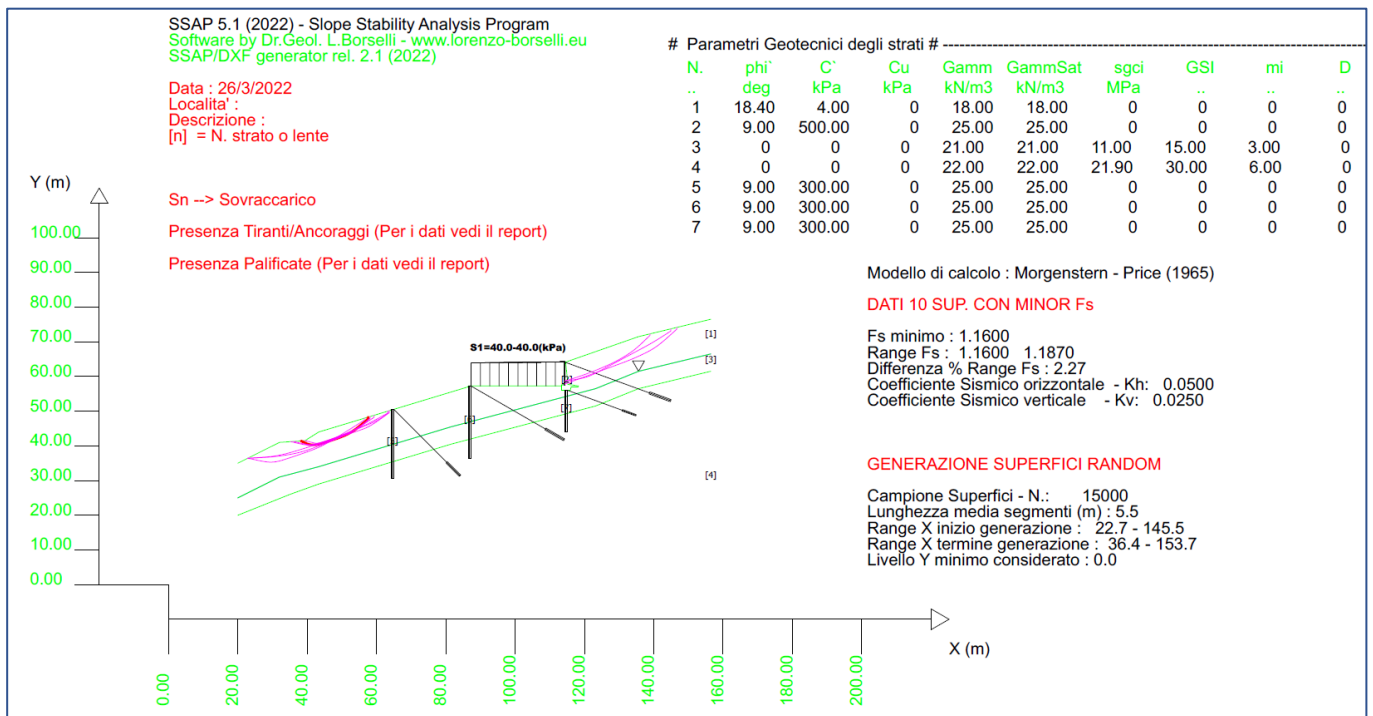 SSAP 5.1 (2022) - Slope Stability Analysis Program
Software by Dr.Geol. L.Borselli - www.lorenzo-borselli.eu
SSAP/DXF generator rel. 2.1 (2022)
Data : 26/3/2022
Localita' :
Descrizione :
[n] = N. strato o lente
Sn --> Sovraccarico
Presenza Tiranti/Ancoraggi (Per i dati vedi il report)
Presenza Palificate (Per i dati vedi il report)
# Parametri Geotecnici degli strati # -----------------------------------------------------------------------
N. phi` C` Cu Gamm GammSat sgci GSI mi D
.. deg kPa kPa kN/m3 kN/m3 MPa .. .. ..
1 18.40 4.00 0 18.00 18.00 0 0 0 0
2 9.00 500.00 0 25.00 25.00 0 0 0 0
3 0 0 0 21.00 21.00 11.00 15.00 3.00 0
4 0 0 0 22.00 22.00 21.90 30.00 6.00 0
5 9.00 300.00 0 25.00 25.00 0 0 0 0
6 9.00 300.00 0 25.00 25.00 0 0 0 0
7 9.00 300.00 0 25.00 25.00 0 0 0 0
Modello di calcolo : Morgenstern - Price (1965)
DATI 10 SUP. CON MINOR Fs
Fs minimo : 1.1600
Range Fs : 1.1600 1.1870
Differenza % Range Fs : 2.27
Coefficiente Sismico orizzontale - Kh: 0.0500
Coefficiente Sismico verticale - Kv: 0.0250
GENERAZIONE SUPERFICI RANDOM
Campione Superfici - N.: 15000
Lunghezza media segmenti (m) : 5.5
Range X inizio generazione : 22.7 - 145.5
Range X termine generazione : 36.4 - 153.7
Livello Y minimo considerato : 0.0
Y (m)
100.00
90.00
80.00
70.00
60.00
50.00
40.00
30.00
20.00
10.00
0.00
S1=40.0-40.0(kPa)
[1]
[3]
[4]
X (m)
0.00
20.00
40.00
60.00
80.00
100.00
120.00
140.00
160.00
180.00
200.00